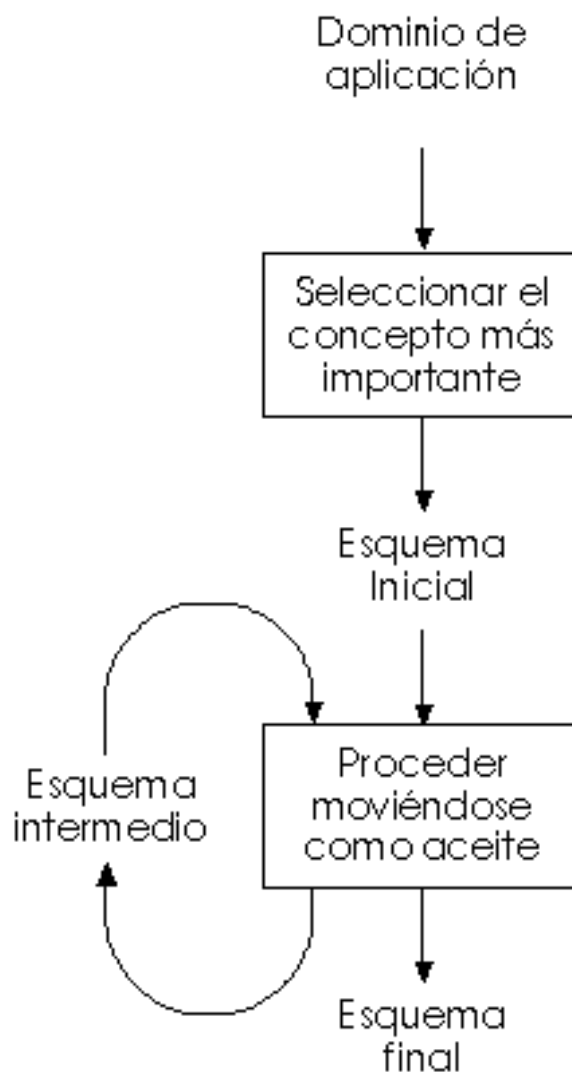 Dominio de
aplicación
Seleccionar el
concepto más
importante
Esquema
Inicial
Esquema
intermedio
Proceder
moviéndose
como aceite
Esquema
final